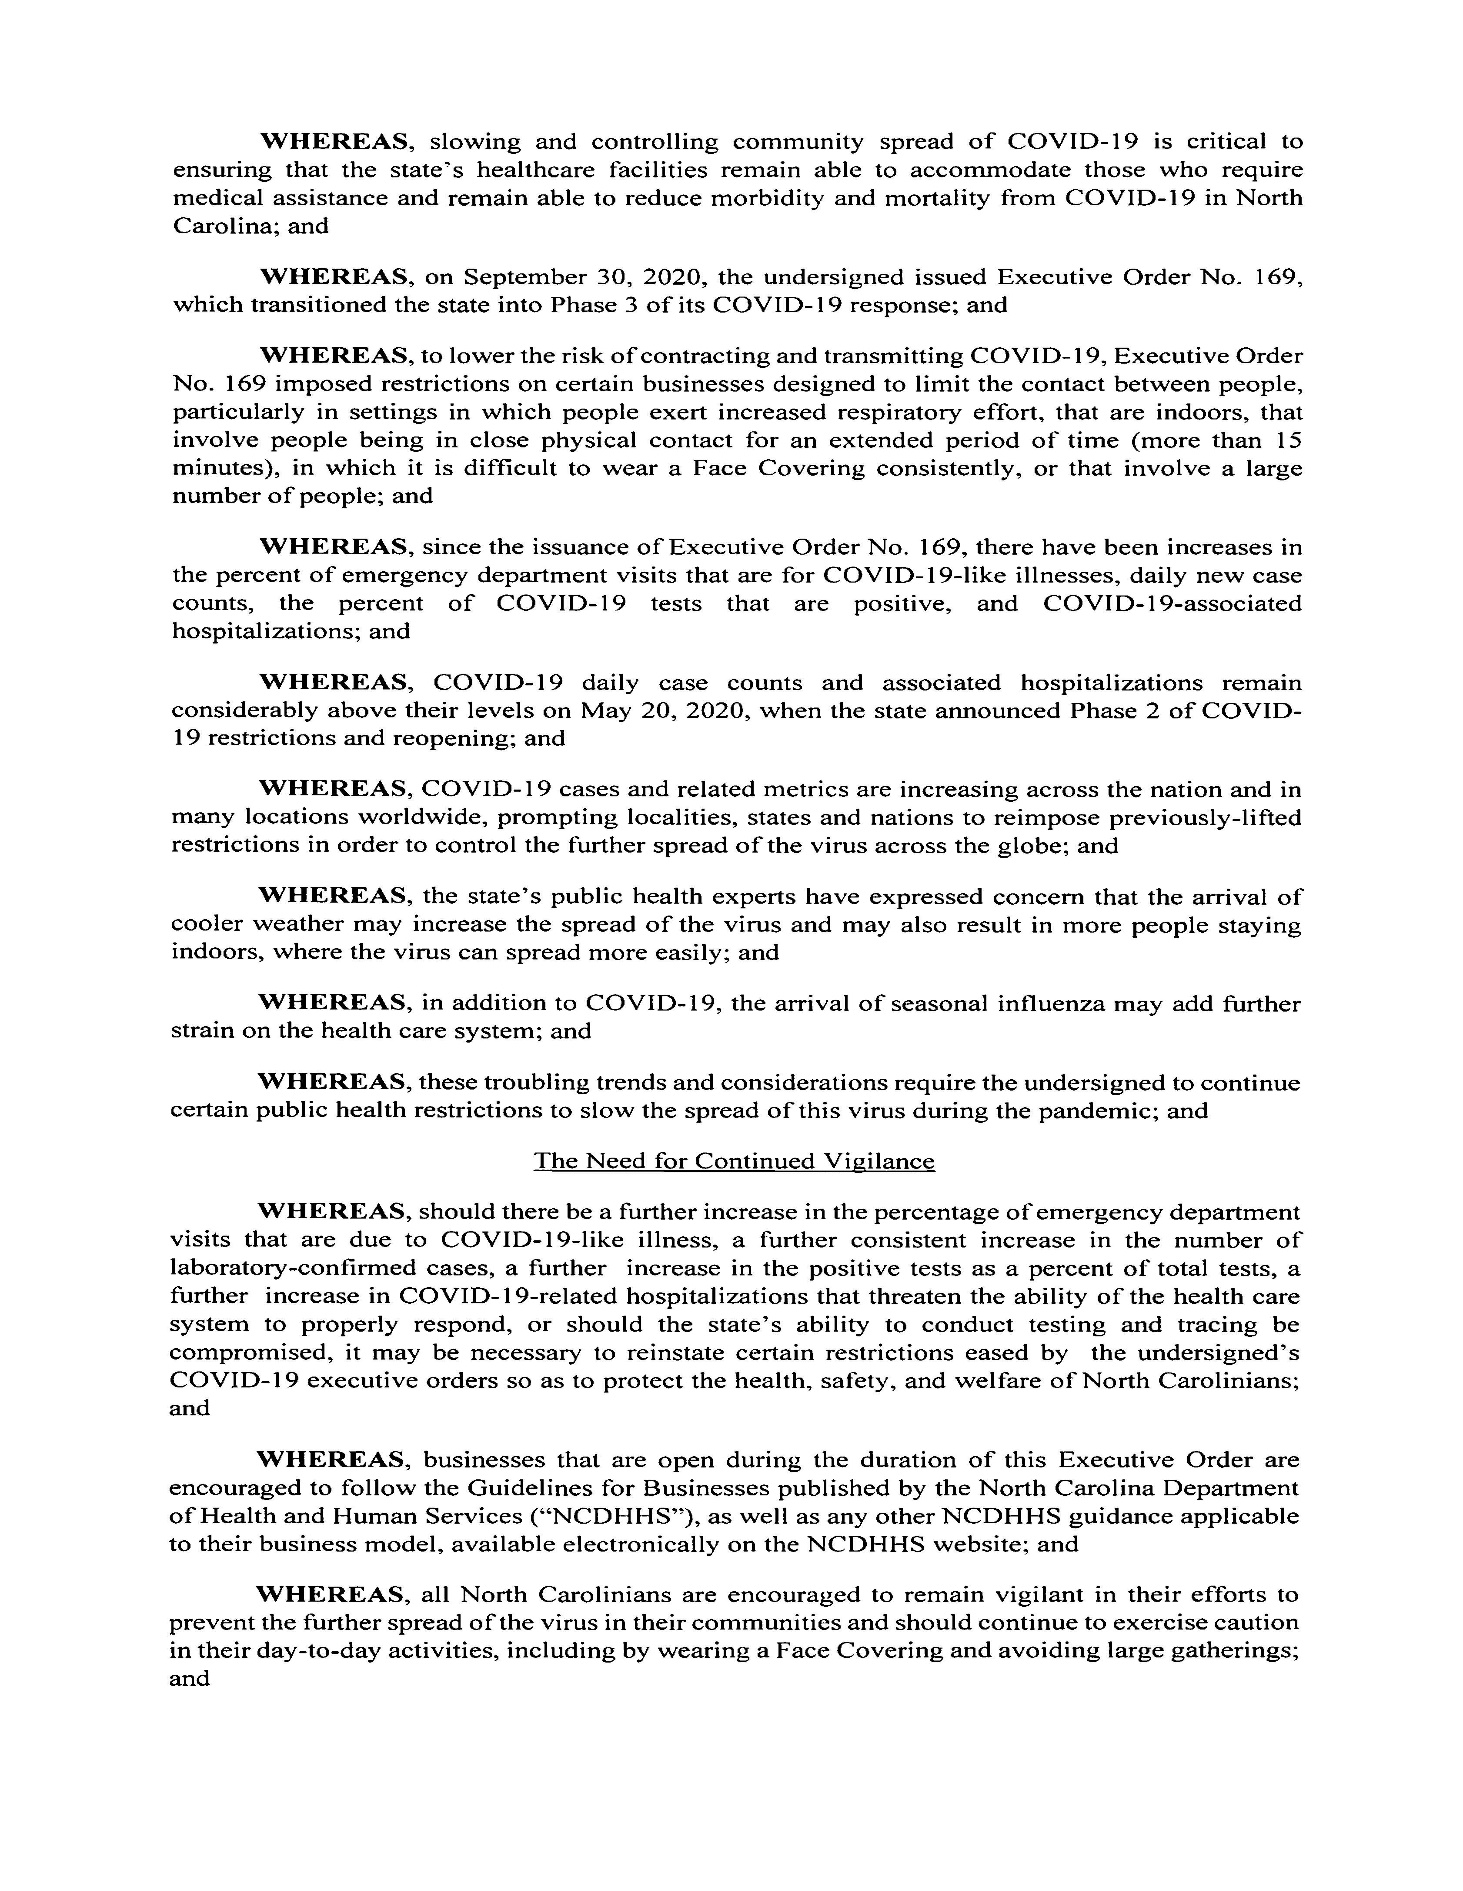 WHEREAS, slowing and controlling community spread of COVID-19 is critical to
ensuring that the state's healthcare facilities remain able to accommodate those who require
medical assistance and remain able to reduce morbidity and mortality from COVID-19 in North
Carolina; and
WHEREAS, on September 30, 2020, the undersigned issued Executive Order No. 169,
which transitioned the state into Phase 3 of its COVID-19 response; and
WHEREAS, to lower the risk of contracting and transmitting COVID-19, Executive Order
No. 169 imposed restrictions on certain businesses designed to limit the contact between people,
particularly in settings in which people exert increased respiratory effort, that are indoors, that
involve people being in close physical contact for an extended period of time (more than 15
minutes), in which it is difficult to wear a Face Covering consistently, or that involve a large
number of people; and
WHEREAS, since the issuance of Executive Order No. 169, there have been increases in
the percent of emergency department visits that are for COVID-19-like illnesses, daily new case
counts, the percent of COVID-19 tests that are positive, and COVID-19-associated
hospitalizations; and
WHEREAS, COVID-19 daily case counts and associated hospitalizations remain
considerably above their levels on May 20, 2020, when the state announced Phase 2 of COVID-
19 restrictions and reopening; and
WHEREAS, COVID-19 cases and related metrics are increasing across the nation and in
many locations worldwide, prompting localities, states and nations to reimpose previously-lifted
restrictions in order to control the further spread of the virus across the globe; and
WHEREAS, the state's public health experts have expressed concern that the arrival of
cooler weather may increase the spread of the virus and may also result in more people staying
indoors, where the virus can spread more easily; and
WHEREAS, in addition to COVID-19, the arrival of seasonal influenza may add further
strain on the health care system; and
WHEREAS, these troubling trends and considerations require the undersigned to continue
certain public health restrictions to slow the spread of this virus during the pandemic; and
The Need for Continued Vigilance
WHEREAS, should there be a further increase in the percentage of emergency department
visits that are due to COVID-19-like illness, a further consistent increase in the number of
laboratory-confirmed cases, a further increase in the positive tests as a percent of total tests, a
further increase in COVID-19-related hospitalizations that threaten the ability of the health care
system to properly respond, or should the state's ability to conduct testing and tracing be
compromised, it may be necessary to reinstate certain restrictions eased by the undersigned's
COVID-19 executive orders so as to protect the health, safety, and welfare of North Carolinians;
and
WHEREAS, businesses that are open during the duration of this Executive Order are
encouraged to follow the Guidelines for Businesses published by the North Carolina Department
of Health and Human Services ("NCDHHS"), as well as any other NCDHHS guidance applicable
to their business model, available electronically on the NCDHHS website; and
WHEREAS, all North Carolinians are encouraged to remain vigilant in their efforts to
prevent the further spread of the virus in their communities and should continue to exercise caution
in their day-to-day activities, including by wearing a Face Covering and avoiding large gatherings;
and